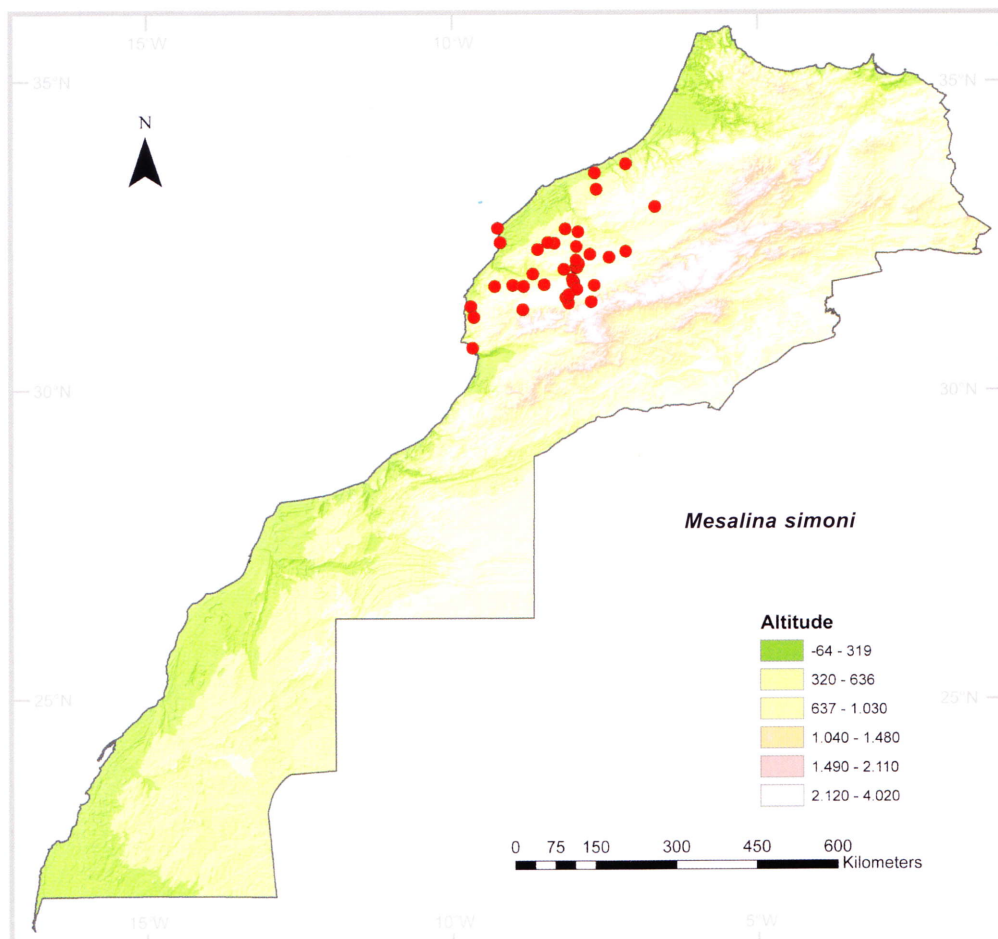 15°W
10°W
35°N
35°N
N
30°N
30°N
Mesalina simoni
Altitude
-64 - 319
320 - 636
637 - 1.030
1.040 - 1.480
1.490 - 2.110
2.120 - 4.020
25°N
25°N
0 75 150 300 450 600
Kilometers
15°W
10°W
5°W